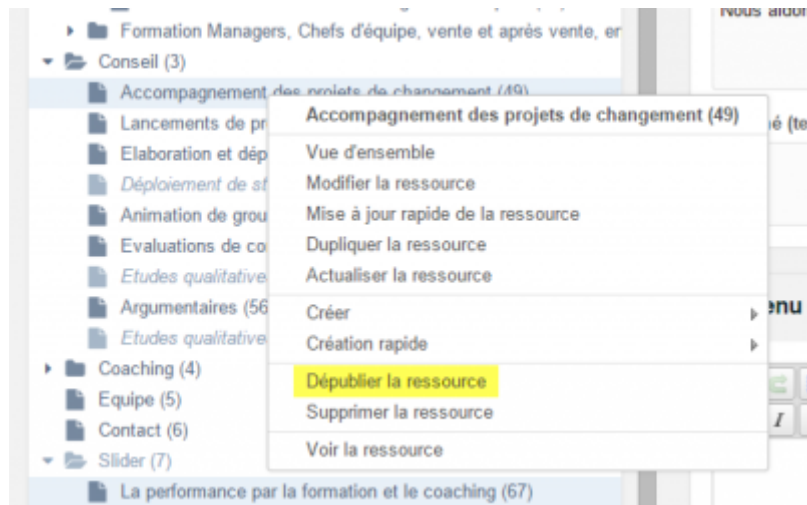 Formation Managers, Chefs d'équipe, vente et après vente, er
Conseil (3)
Accompagnement des projets de changement (49)
Lancements de pr
Elaboration et dép
Déploiement de st
Animation de grou
Evaluations de co
Etudes qualitative
Argumentaires (56
Etudes qualitative
Coaching (4)
Equipe (5)
Contact (6)
Slider (7)
La performance par la formation et le coaching (67)
Accompagnement des projets de changement (49)
Vue d'ensemble
Modifier la ressource
Mise à jour rapide de la ressource
Dupliquer la ressource
Actualiser la ressource
Créer
Création rapide
Dépublier la ressource
Supprimer la ressource
Voir la ressource
Nous aidor
é (te
enu
I